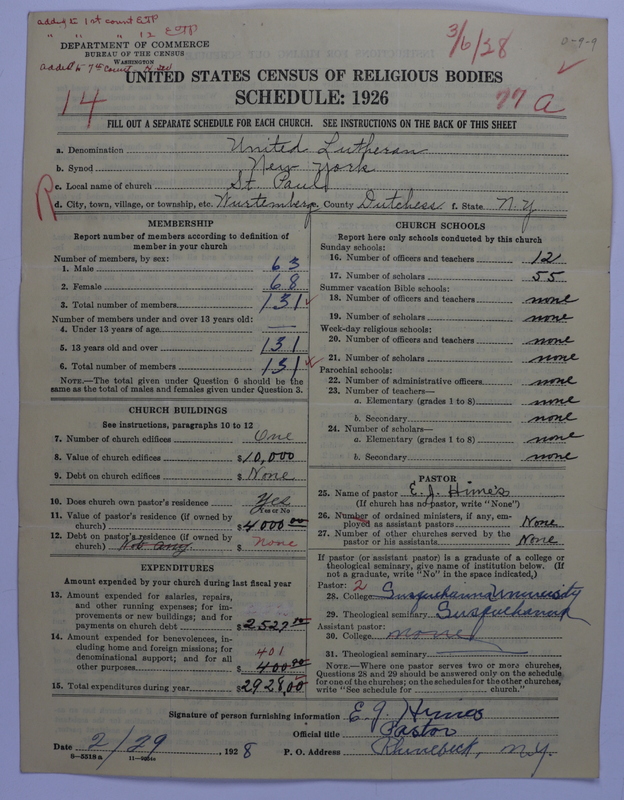 added to 1st count ETP
" " " 12 ETP
DEPARTMENT OF COMMERCE
BUREAU OF THE CENSUS
WASHINGTON
added to 7th count
3/6/28
0-9-9
UNITED STATES CENSUS OF RELIGIOUS BODIES
SCHEDULE: 1926
14
77 a
FILL OUT A SEPARATE SCHEDULE FOR EACH CHURCH. SEE INSTRUCTIONS ON THE BACK OF THIS SHEET
a. Denomination United Lutheran
b. Synod New York
c. Local name of church St. Paul
R
d. City, town, village, or township, etc. Wurtemberg e. County Dutchess f. State N.Y.
MEMBERSHIP
Report number of members according to definition of member in your church
Number of members, by sex:
1. Male 63
2. Female 68
3. Total number of members 131
Number of members under and over 13 years old:
4. Under 13 years of age —
5. 13 years old and over 131
6. Total number of members 131
NOTE.—The total given under Question 6 should be the same as the total of males and females given under Question 3.
CHURCH BUILDINGS
See instructions, paragraphs 10 to 12
7. Number of church edifices One
8. Value of church edifices $10,000
9. Debt on church edifices $ None
10. Does church own pastor's residence Yes
Yes or No
11. Value of pastor's residence (if owned by church) $4000.00
12. Debt on pastor's residence (if owned by church) Not any $ None
EXPENDITURES
Amount expended by your church during last fiscal year
13. Amount expended for salaries, repairs, and other running expenses; for improvements or new buildings; and for payments on church debt $2527.00
14. Amount expended for benevolences, including home and foreign missions; for denominational support; and for all other purposes 401 $400.00
15. Total expenditures during year $2928.00
CHURCH SCHOOLS
Report here only schools conducted by this church
Sunday schools:
16. Number of officers and teachers 12
17. Number of scholars 55
Summer vacation Bible schools:
18. Number of officers and teachers none
19. Number of scholars none
Week-day religious schools:
20. Number of officers and teachers none
21. Number of scholars none
Parochial schools:
22. Number of administrative officers none
23. Number of teachers—
a. Elementary (grades 1 to 8) none
b. Secondary none
24. Number of scholars—
a. Elementary (grades 1 to 8) none
b. Secondary none
PASTOR
25. Name of pastor E. J. Himes
(If church has no pastor, write "None")
26. Number of ordained ministers, if any, employed as assistant pastors None
27. Number of other churches served by the pastor or his assistants None
If pastor (or assistant pastor) is a graduate of a college or theological seminary, give name of institution below. (If not a graduate, write "No" in the space indicated.)
Pastor: 2
28. College Susquehanna University
29. Theological seminary Susquehanna
Assistant pastor:
30. College none
31. Theological seminary
NOTE.—Where one pastor serves two or more churches, Questions 28 and 29 should be answered only on the schedule for one of the churches; on the schedules for the other churches, write "See schedule for church."
Signature of person furnishing information E. J. Himes
Official title Pastor
Date 2/29, 1928 P. O. Address Rhinebeck, N.Y.
8-5318a